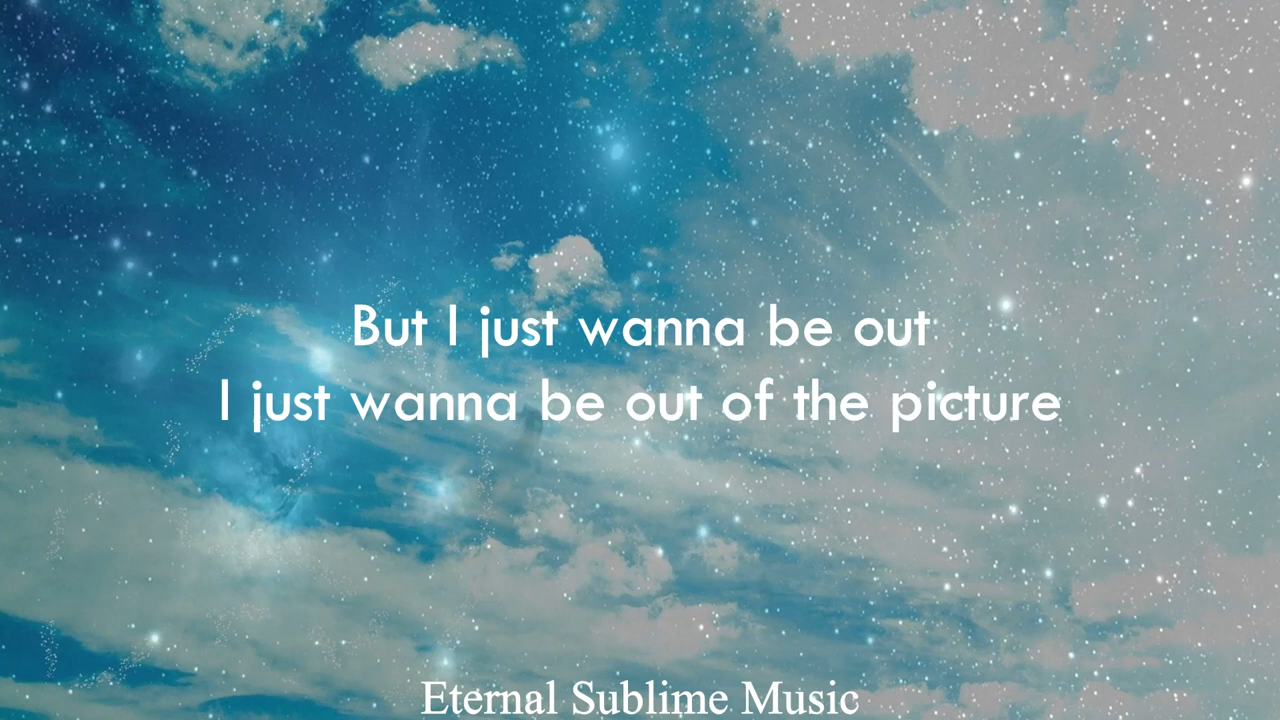 But I just wanna be out
I just wanna be out of the picture
Eternal Sublime Music